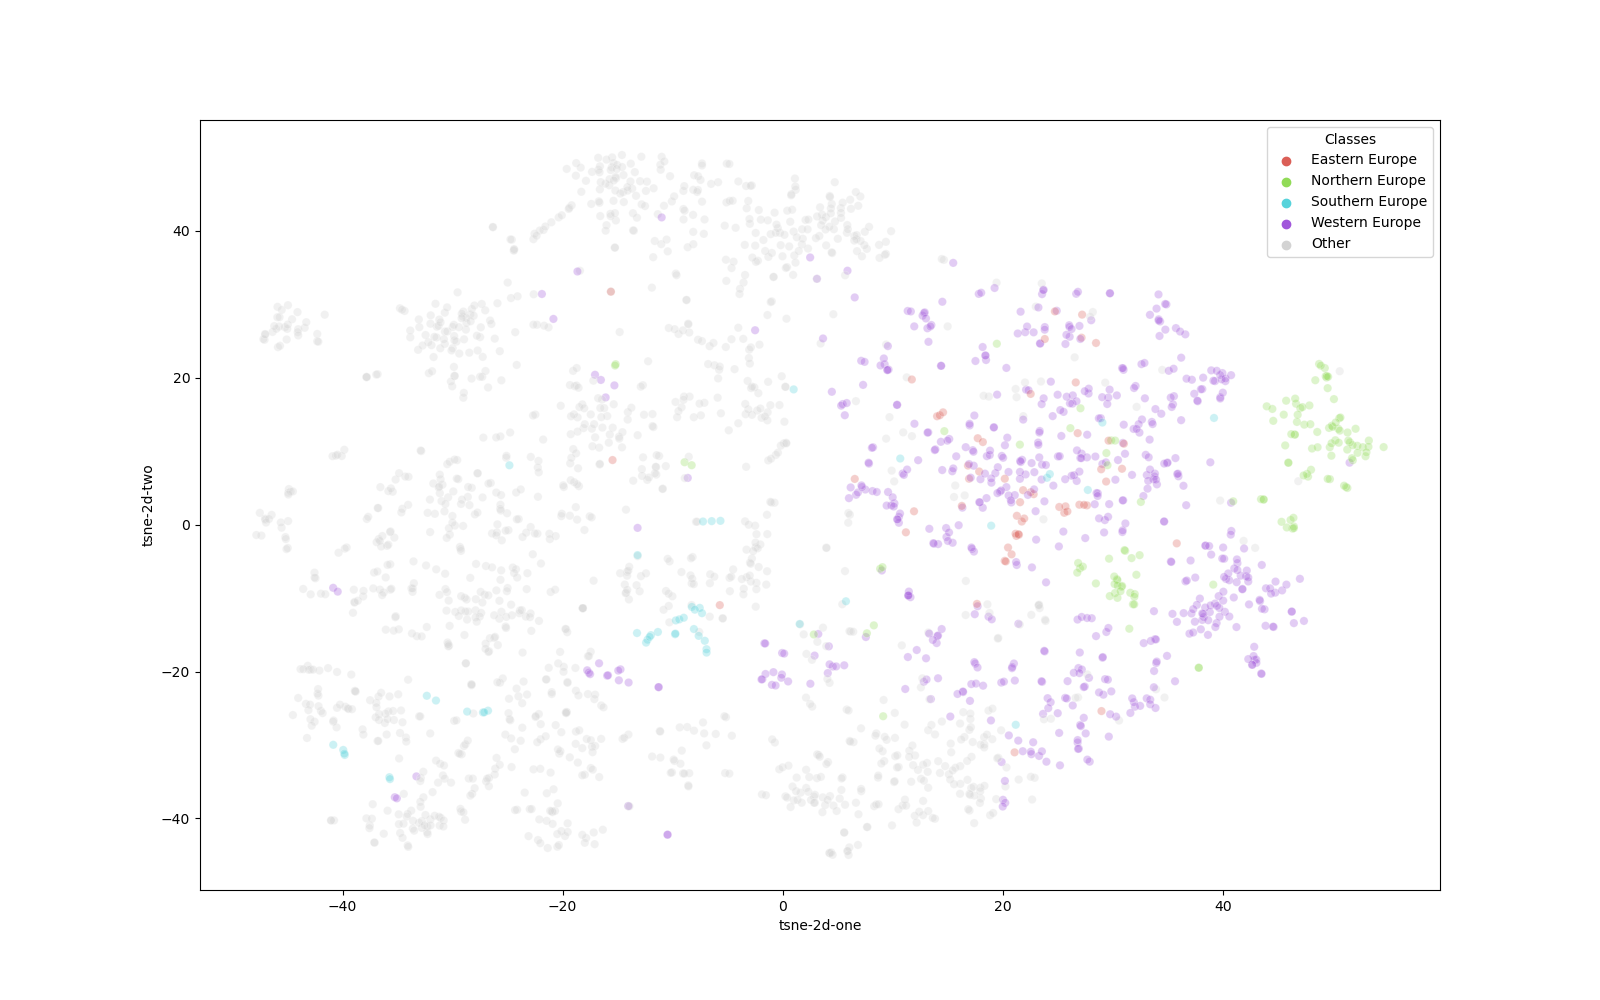 Classes
Eastern Europe
Northern Europe
Southern Europe
Western Europe
Other
40
20
0
−20
−40
tsne-2d-two
−40
−20
0
20
40
tsne-2d-one